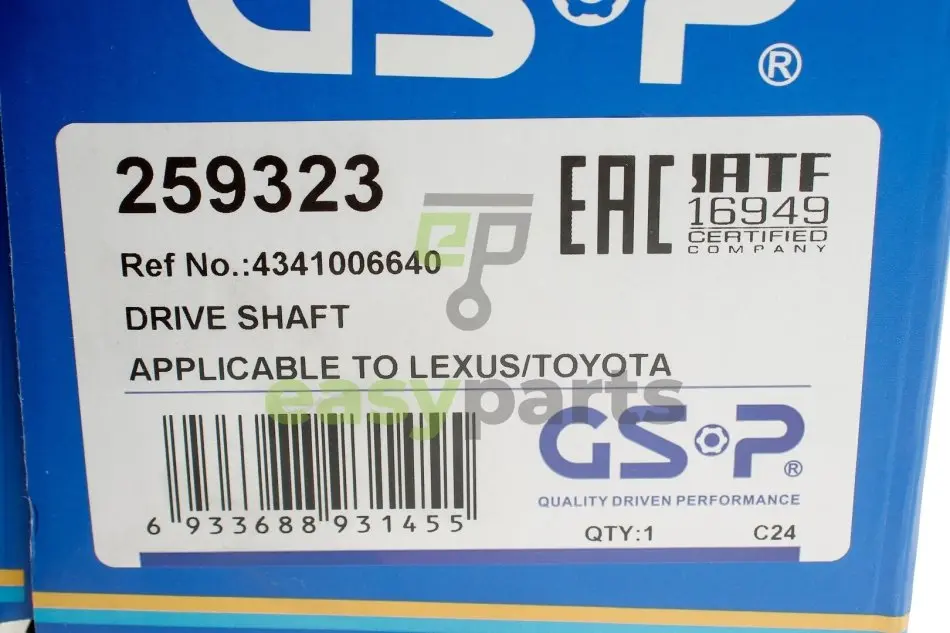 GSP®
259323
EAC
IATF
16949
CERTIFIED
COMPANY
Ref No.:4341006640
DRIVE SHAFT
APPLICABLE TO LEXUS/TOYOTA
ep
easyparts
6 933688 931455
GSP®
QUALITY DRIVEN PERFORMANCE
QTY:1 C24